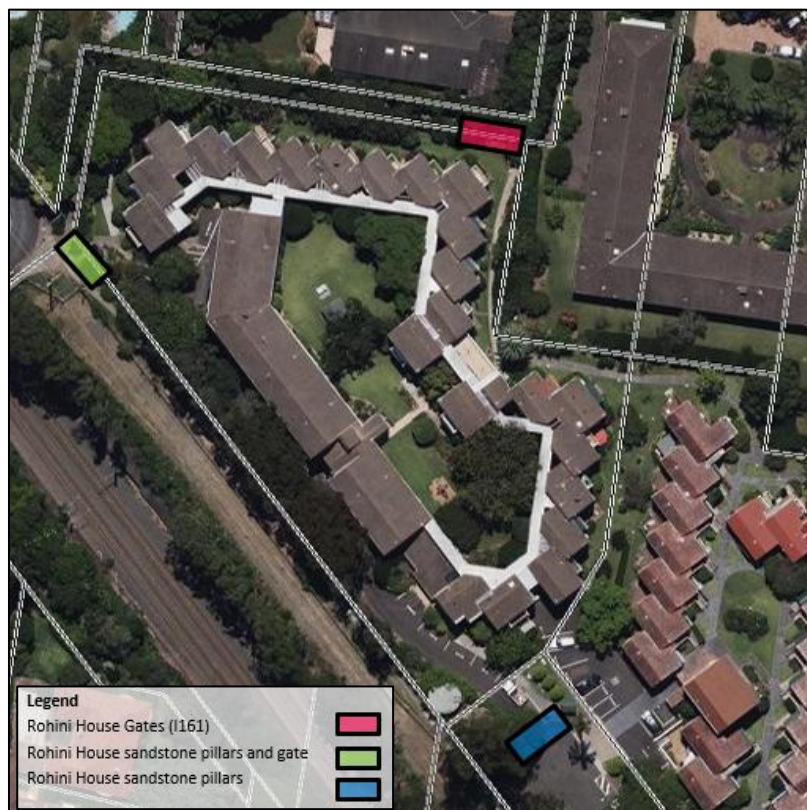 Legend
Rohini House Gates (I161)
Rohini House sandstone pillars and gate
Rohini House sandstone pillars